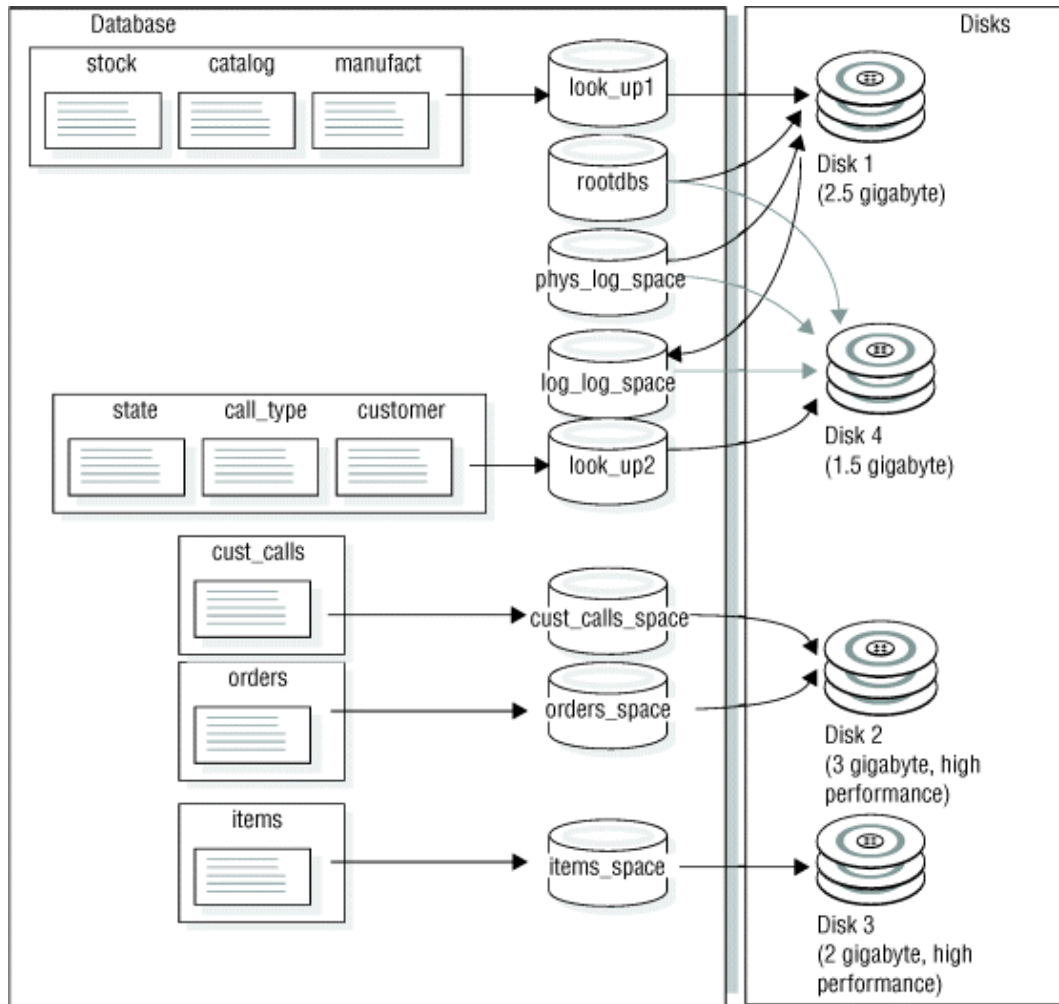 Database
Disks
stock
catalog
manufact
look_up1
Disk 1
(2.5 gigabyte)
rootdbs
phys_log_space
log_log_space
state
call_type
customer
look_up2
Disk 4
(1.5 gigabyte)
cust_calls
cust_calls_space
orders
orders_space
Disk 2
(3 gigabyte, high
performance)
items
items_space
Disk 3
(2 gigabyte, high
performance)